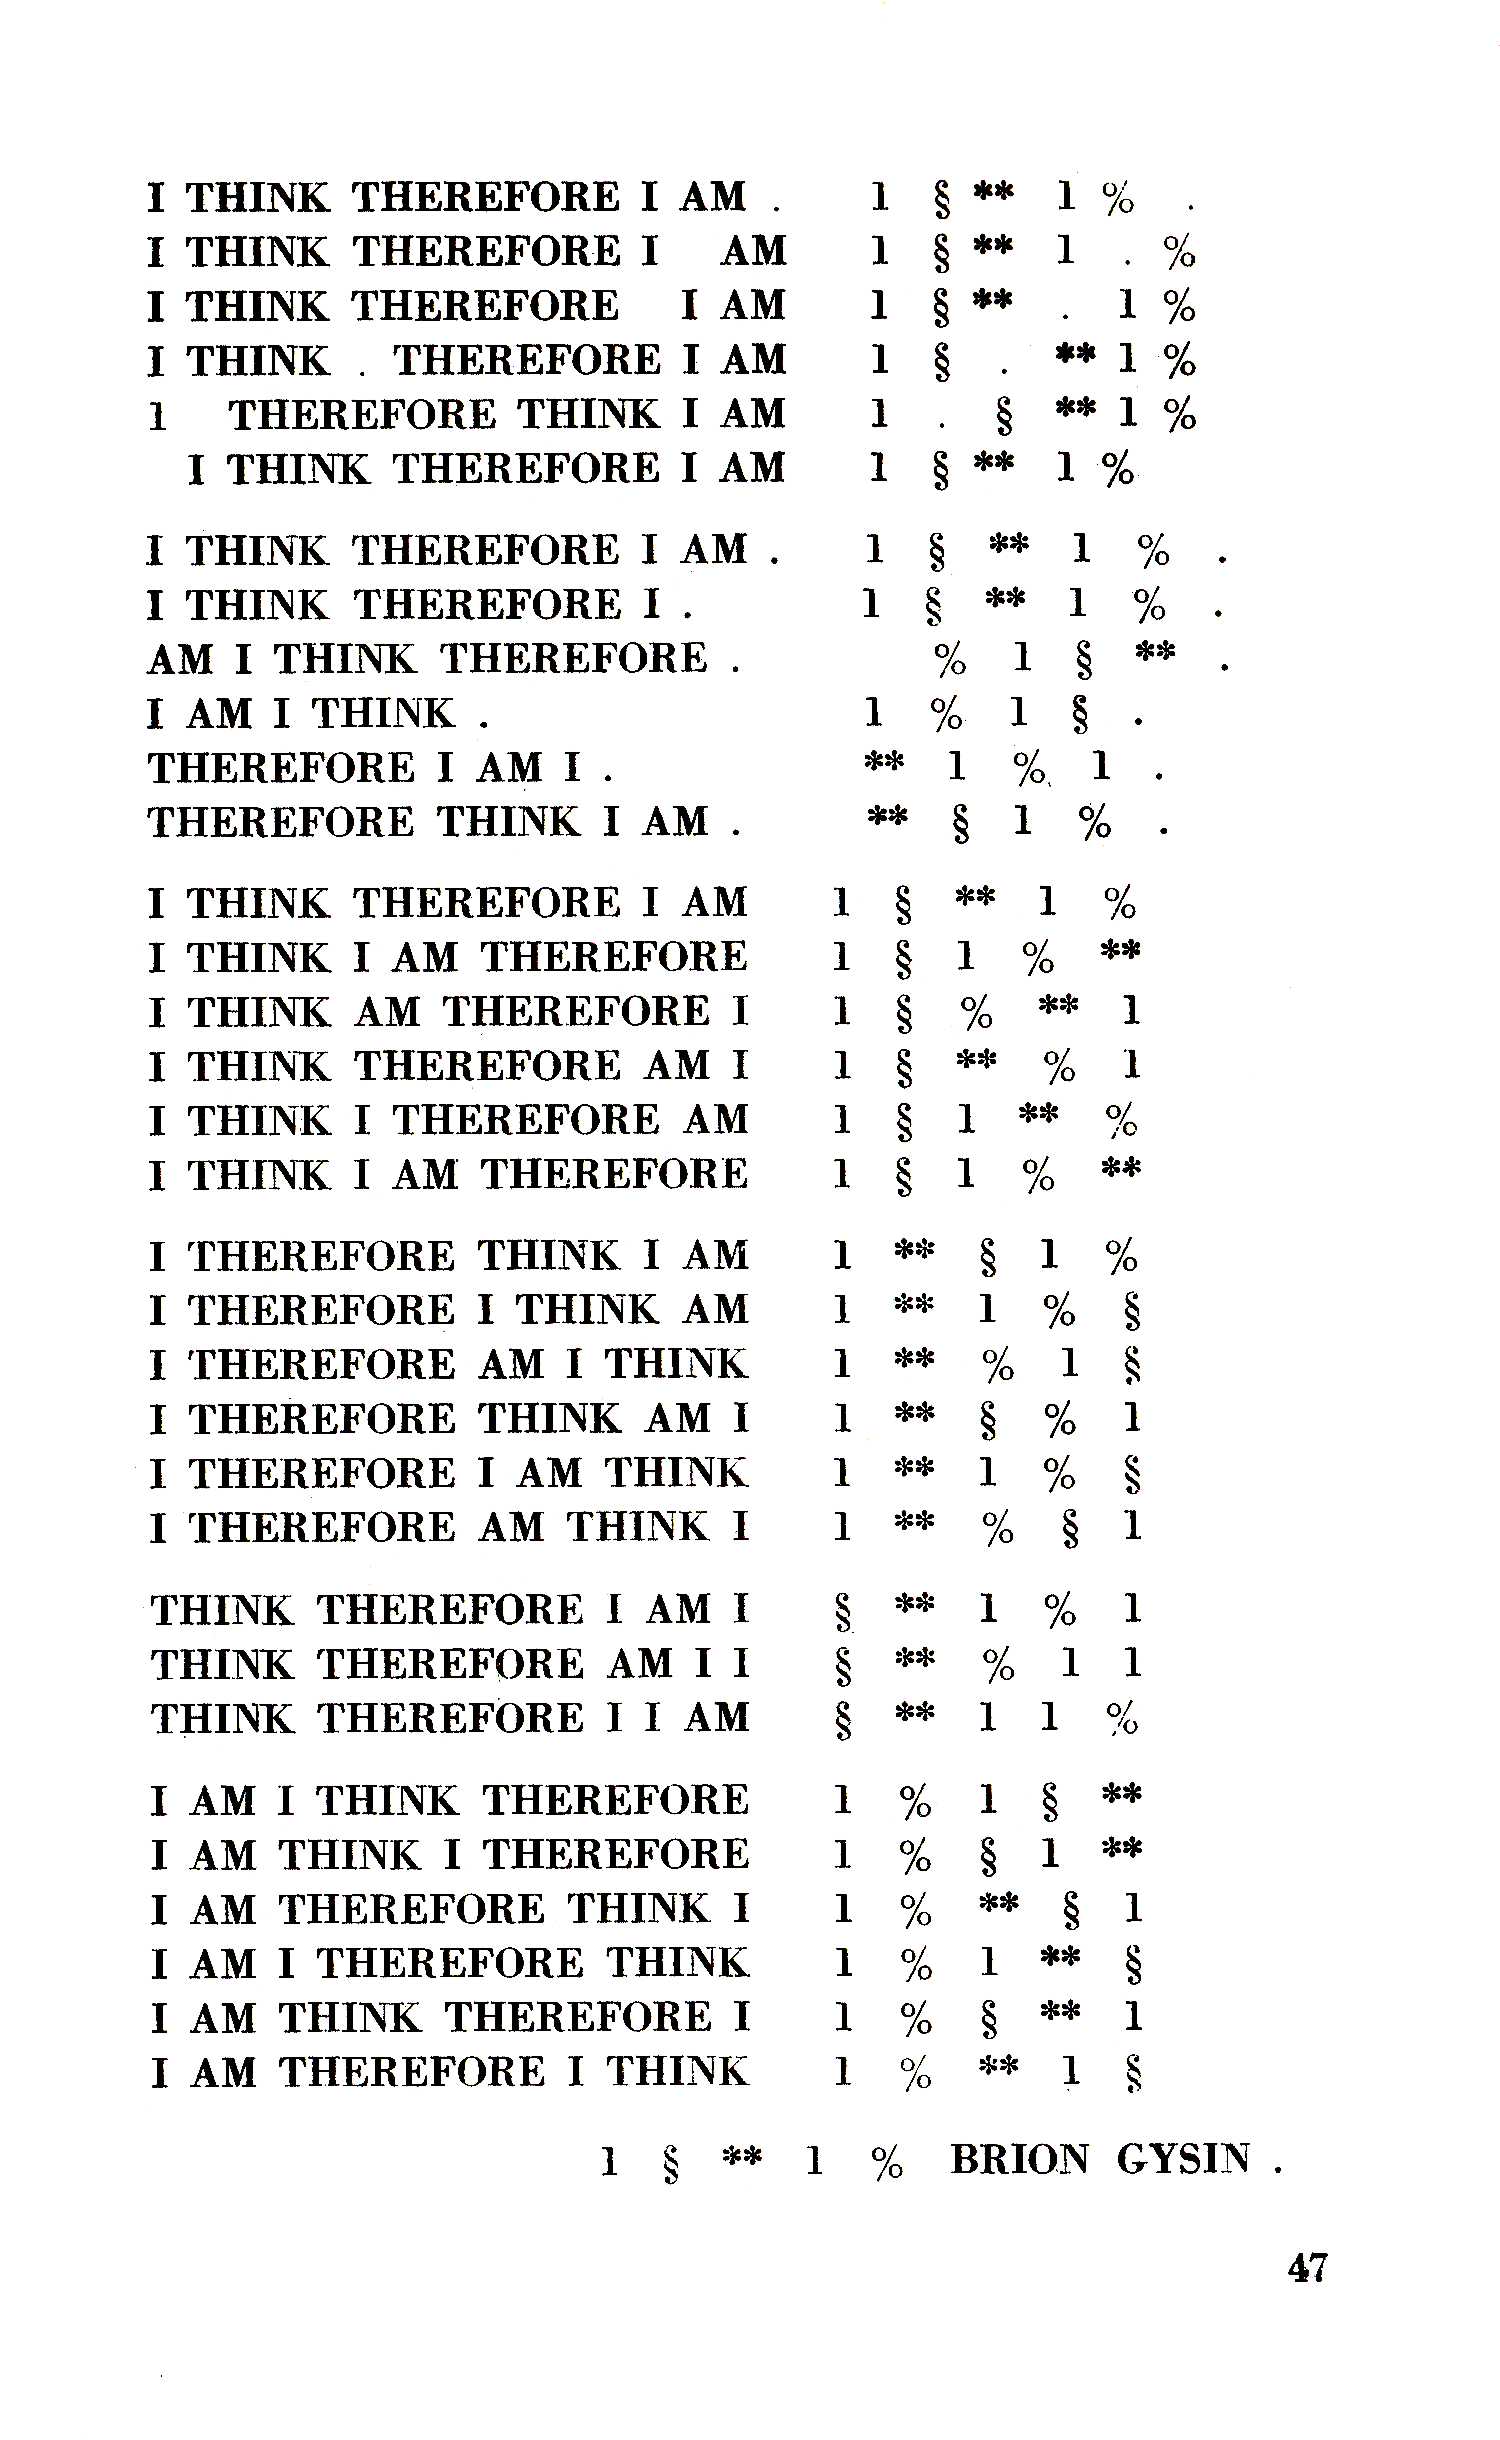 I THINK THEREFORE I AM . 1 § ** 1 % .
I THINK THEREFORE I AM 1 § ** 1 . %
I THINK THEREFORE I AM 1 § ** . 1 %
I THINK . THEREFORE I AM 1 § . ** 1 %
1 THEREFORE THINK I AM 1 . § ** 1 %
I THINK THEREFORE I AM 1 § ** 1 %
I THINK THEREFORE I AM . 1 § ** 1 % .
I THINK THEREFORE I . 1 § ** 1 % .
AM I THINK THEREFORE . % 1 § ** .
I AM I THINK . 1 % 1 § .
THEREFORE I AM I . ** 1 % 1 .
THEREFORE THINK I AM . ** § 1 % .
I THINK THEREFORE I AM 1 § ** 1 %
I THINK I AM THEREFORE 1 § 1 % **
I THINK AM THEREFORE I 1 § % ** 1
I THINK THEREFORE AM I 1 § ** % 1
I THINK I THEREFORE AM 1 § 1 ** %
I THINK I AM THEREFORE 1 § 1 % **
I THEREFORE THINK I AM 1 ** § 1 %
I THEREFORE I THINK AM 1 ** 1 % §
I THEREFORE AM I THINK 1 ** % 1 §
I THEREFORE THINK AM I 1 ** § % 1
I THEREFORE I AM THINK 1 ** 1 % §
I THEREFORE AM THINK I 1 ** % § 1
THINK THEREFORE I AM I § ** 1 % 1
THINK THEREFORE AM I I § ** % 1 1
THINK THEREFORE I I AM § ** 1 1 %
I AM I THINK THEREFORE 1 % 1 § **
I AM THINK I THEREFORE 1 % § 1 **
I AM THEREFORE THINK I 1 % ** § 1
I AM I THEREFORE THINK 1 % 1 ** §
I AM THINK THEREFORE I 1 % § ** 1
I AM THEREFORE I THINK 1 % ** 1 §
1 § ** 1 % BRION GYSIN .
47